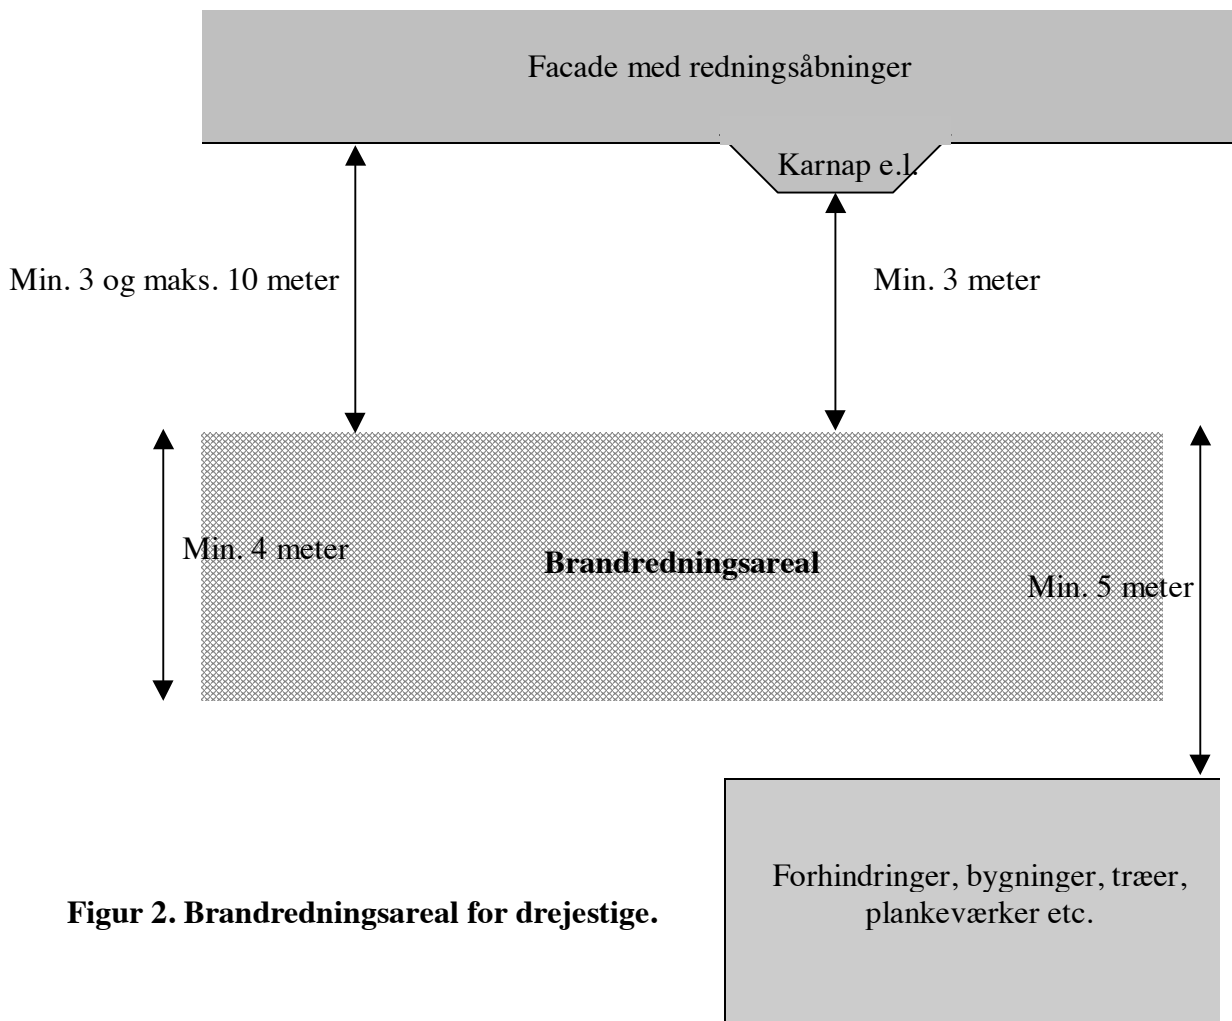 Facade med redningsåbninger
Karnap e.l.
Min. 3 og maks. 10 meter
Min. 3 meter
Min. 4 meter
Brandredningsareal
Min. 5 meter
Forhindringer, bygninger, træer,
plankeværker etc.
Figur 2. Brandredningsareal for drejestige.